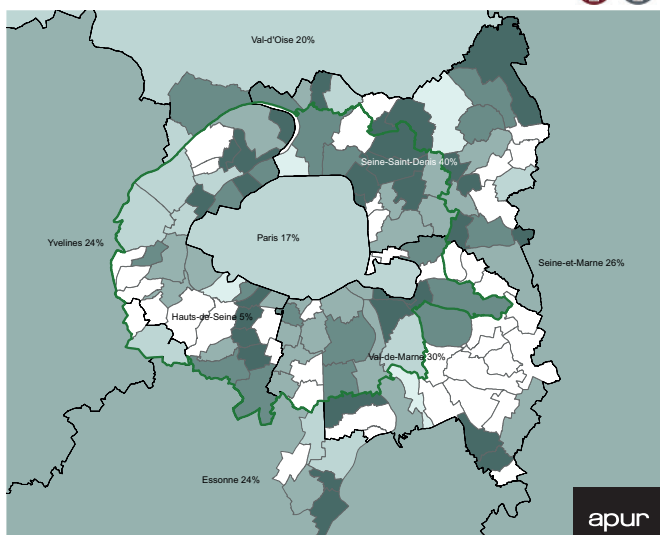 Val-d'Oise 20%
Seine-Saint-Denis 40%
Paris 17%
Yvelines 24%
Seine-et-Marne 26%
Hauts-de-Seine 5%
Val-de-Marne 30%
Essonne 24%
apur